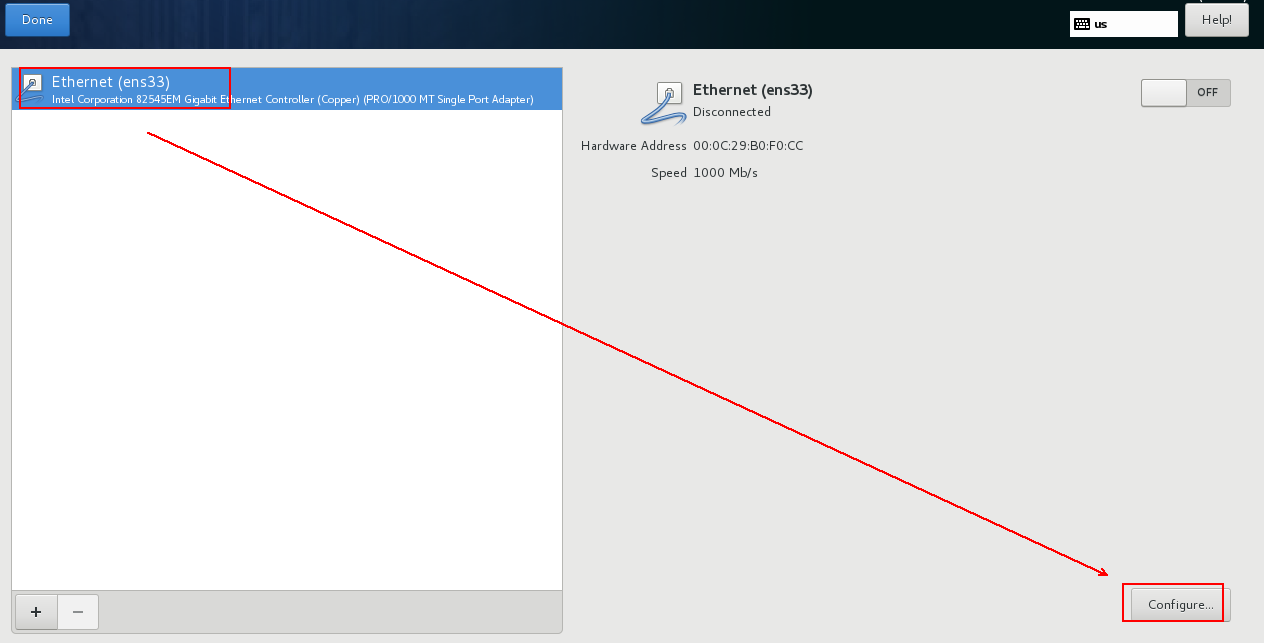 Done
us
Help!
Ethernet (ens33)
Intel Corporation 82545EM Gigabit Ethernet Controller (Copper) (PRO/1000 MT Single Port Adapter)
Ethernet (ens33)
Disconnected
OFF
Hardware Address 00:0C:29:B0:F0:CC
Speed 1000 Mb/s
+ −
Configure...